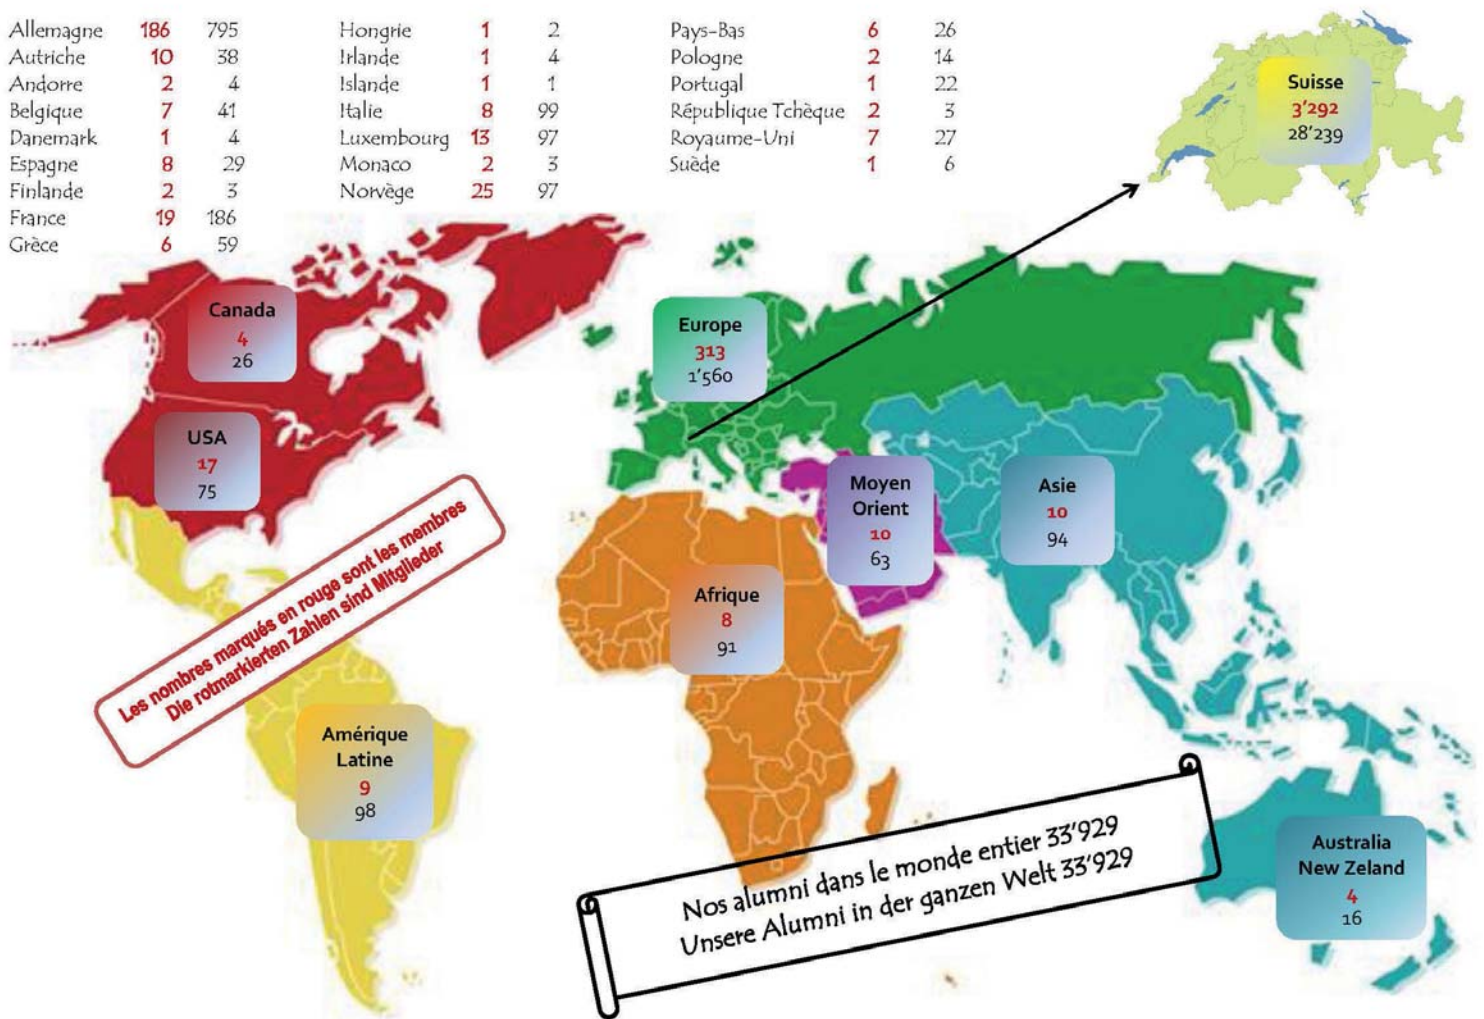 Allemagne 186 795
Autriche 10 38
Andorre 2 4
Belgique 7 41
Danemark 1 4
Espagne 8 29
Finlande 2 3
France 19 186
Grèce 6 59
Hongrie 1 2
Irlande 1 4
Islande 1 1
Italie 8 99
Luxembourg 13 97
Monaco 2 3
Norvège 25 97
Pays-Bas 6 26
Pologne 2 14
Portugal 1 22
République Tchèque 2 3
Royaume-Uni 7 27
Suède 1 6
Suisse
3'292
28'239
Canada
4
26
Europe
313
1'560
USA
17
75
Moyen
Orient
10
63
Asie
10
94
Les nombres marqués en rouge sont les membres
Die rotmarkierten Zahlen sind Mitglieder
Afrique
8
91
Amérique
Latine
9
98
Nos alumni dans le monde entier 33'929
Unsere Alumni in der ganzen Welt 33'929
Australia
New Zeland
4
16